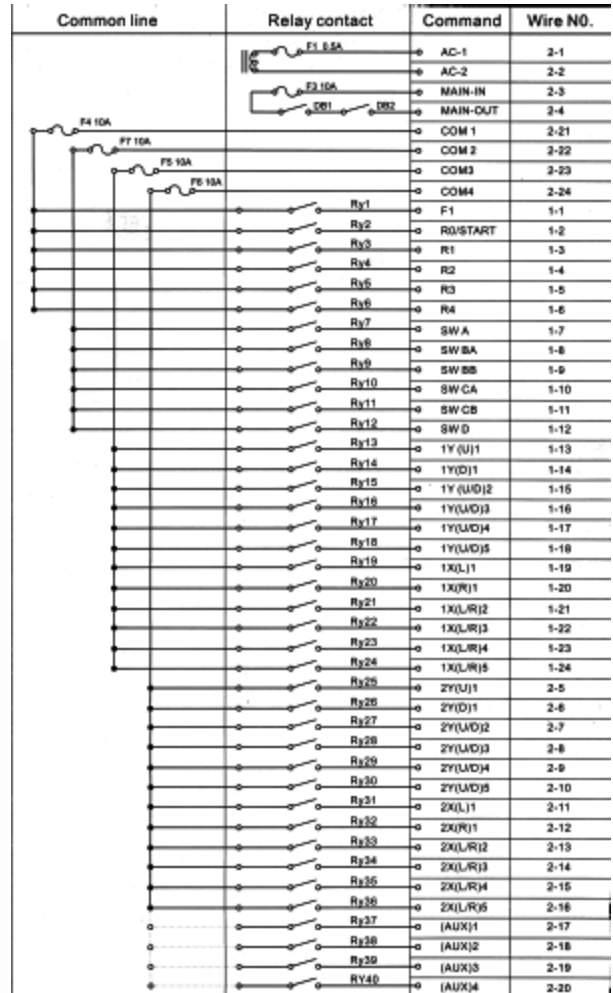 Common line Relay contact Command Wire N0.
F1 0.5A AC-1 2-1
AC-2 2-2
F3 10A MAIN-IN 2-3
DB1 DB2 MAIN-OUT 2-4
F4 10A COM 1 2-21
F7 10A COM 2 2-22
F5 10A COM3 2-23
F6 10A COM4 2-24
Ry1 F1 1-1
Ry2 R0/START 1-2
Ry3 R1 1-3
Ry4 R2 1-4
Ry5 R3 1-5
Ry6 R4 1-6
Ry7 SW A 1-7
Ry8 SW BA 1-8
Ry9 SW BB 1-9
Ry10 SW CA 1-10
Ry11 SW CB 1-11
Ry12 SW D 1-12
Ry13 1Y (U)1 1-13
Ry14 1Y(D)1 1-14
Ry15 1Y (U/D)2 1-15
Ry16 1Y(U/D)3 1-16
Ry17 1Y(U/D)4 1-17
Ry18 1Y(U/D)5 1-18
Ry19 1X(L)1 1-19
Ry20 1X(R)1 1-20
Ry21 1X(L/R)2 1-21
Ry22 1X(L/R)3 1-22
Ry23 1X(L/R)4 1-23
Ry24 1X(L/R)5 1-24
Ry25 2Y(U)1 2-5
Ry26 2Y(D)1 2-6
Ry27 2Y(U/D)2 2-7
Ry28 2Y(U/D)3 2-8
Ry29 2Y(U/D)4 2-9
Ry30 2Y(U/D)5 2-10
Ry31 2X(L)1 2-11
Ry32 2X(R)1 2-12
Ry33 2X(L/R)2 2-13
Ry34 2X(L/R)3 2-14
Ry35 2X(L/R)4 2-15
Ry36 2X(L/R)5 2-16
Ry37 (AUX)1 2-17
Ry38 (AUX)2 2-18
Ry39 (AUX)3 2-19
RY40 (AUX)4 2-20